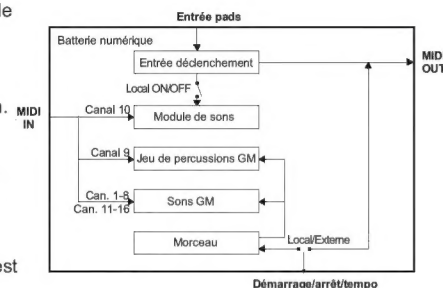 le
Entrée pads
Batterie numérique
Entrée déclenchement
MIDI
OUT
Local ON/OFF
n.
MIDI
IN
Canal 10
Module de sons
Canal 9
Jeu de percussions GM
Can. 1-8
Can. 11-16
Sons GM
Morceau
Local/Externe
est
Démarrage/arrêt/tempo